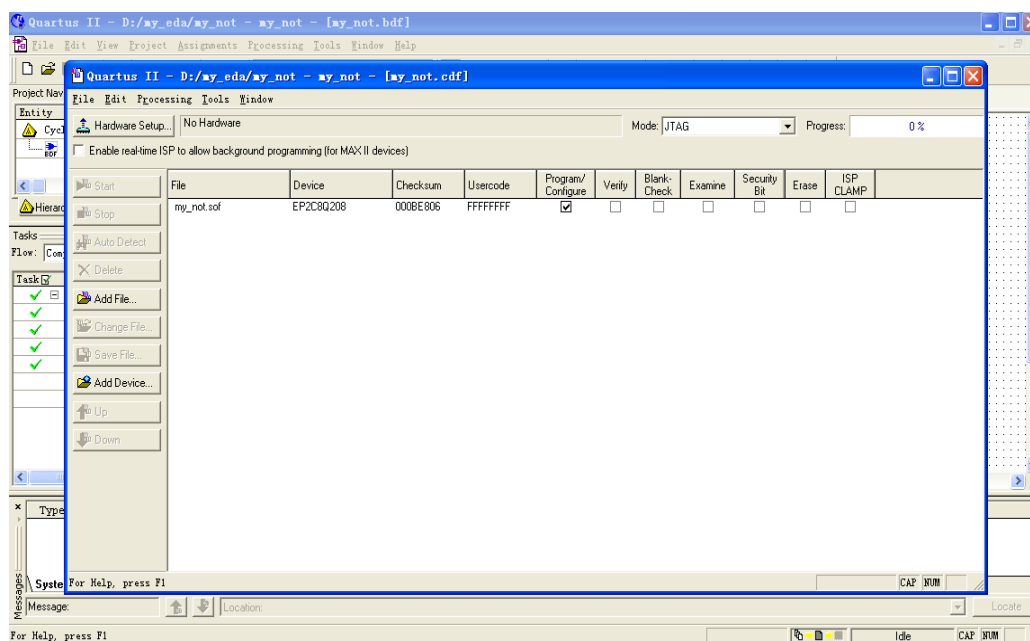 Quartus II - D:/my_eda/my_not - my_not - [my_not.bdf]
File Edit View Project Assignments Processing Tools Window Help
Project Nav
Entity
Cycl
BDF
Hierarc
Tasks
Flow: Com
Task
Quartus II - D:/my_eda/my_not - my_not - [my_not.cdf]
File Edit Processing Tools Window
Hardware Setup... No Hardware Mode: JTAG Progress: 0 %
Enable real-time ISP to allow background programming (for MAX II devices)
Start
Stop
Auto Detect
Delete
Add File...
Change File...
Save File...
Add Device...
Up
Down
File Device Checksum Usercode Program/Configure Verify Blank-Check Examine Security Bit Erase ISP CLAMP
my_not.sof EP2C8Q208 000BE806 FFFFFFFF
For Help, press F1 CAP NUM
Type
Syste
Messages
Message: Location: Locate
For Help, press F1 Idle CAP NUM